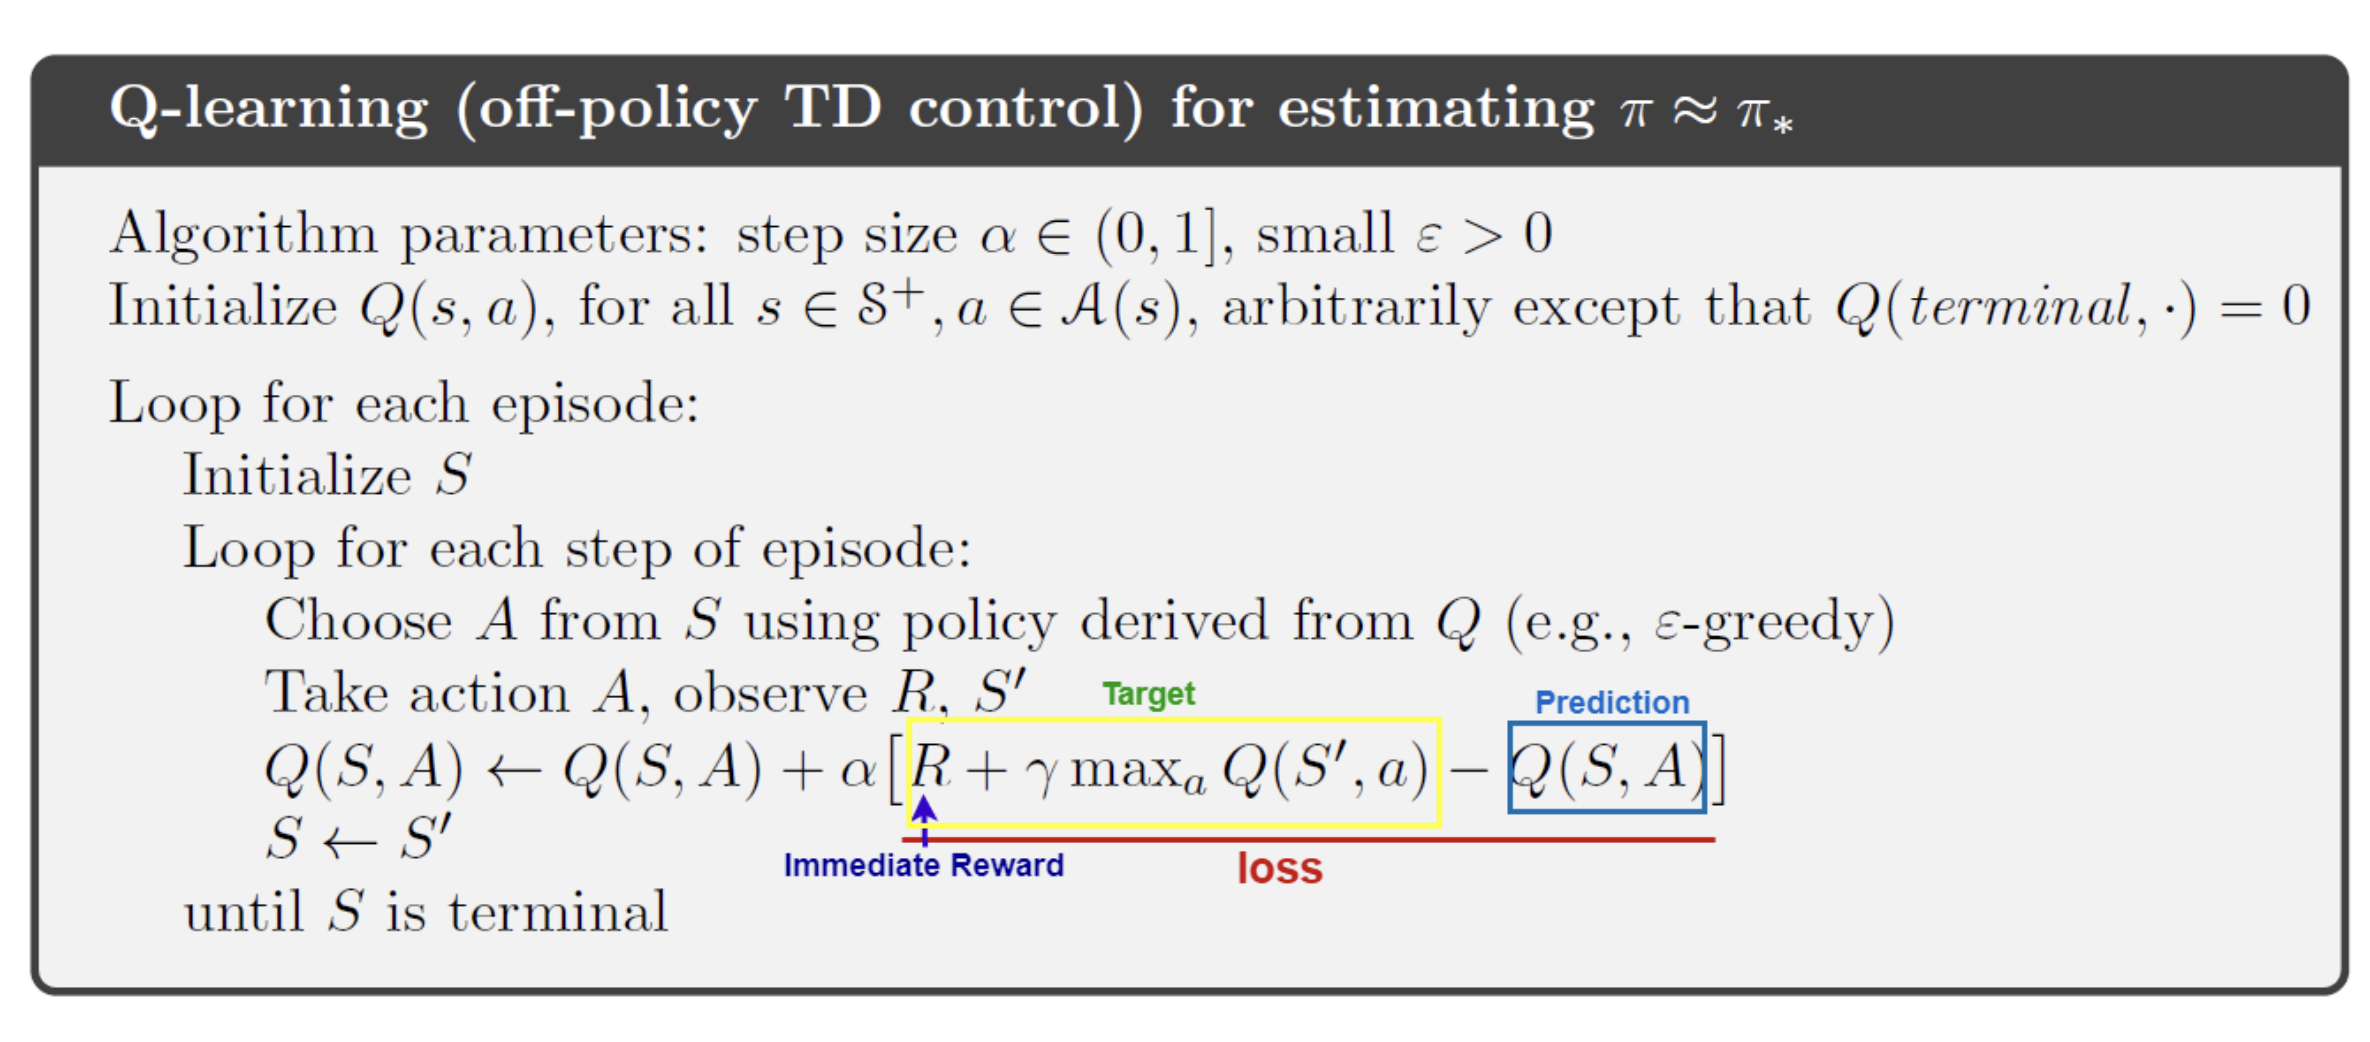 Q-learning (off-policy TD control) for estimating π ≈ π*
Algorithm parameters: step size α ∈ (0, 1], small ε > 0
Initialize Q(s, a), for all s ∈ 𝒮⁺, a ∈ 𝒜(s), arbitrarily except that Q(terminal, ·) = 0
Loop for each episode:
Initialize S
Loop for each step of episode:
Choose A from S using policy derived from Q (e.g., ε-greedy)
Take action A, observe R, S′
Target
Prediction
Q(S, A) ← Q(S, A) + α[R + γ maxₐ Q(S′, a) − Q(S, A)]
S ← S′
Immediate Reward
loss
until S is terminal